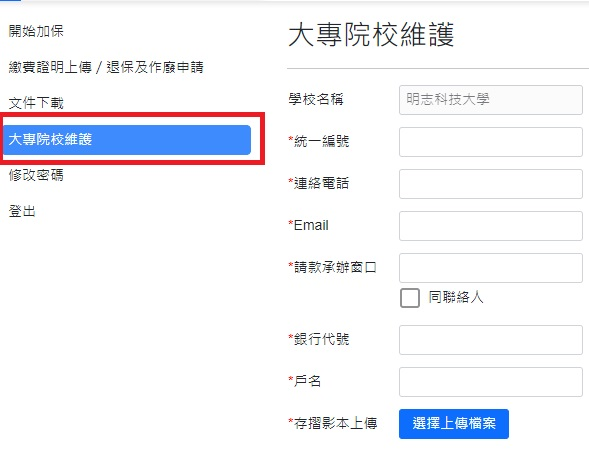 開始加保
繳費證明上傳 / 退保及作廢申請
文件下載
大專院校維護
修改密碼
登出
大專院校維護
學校名稱 明志科技大學
*統一編號
*連絡電話
*Email
*請款承辦窗口
同聯絡人
*銀行代號
*戶名
*存摺影本上傳 選擇上傳檔案